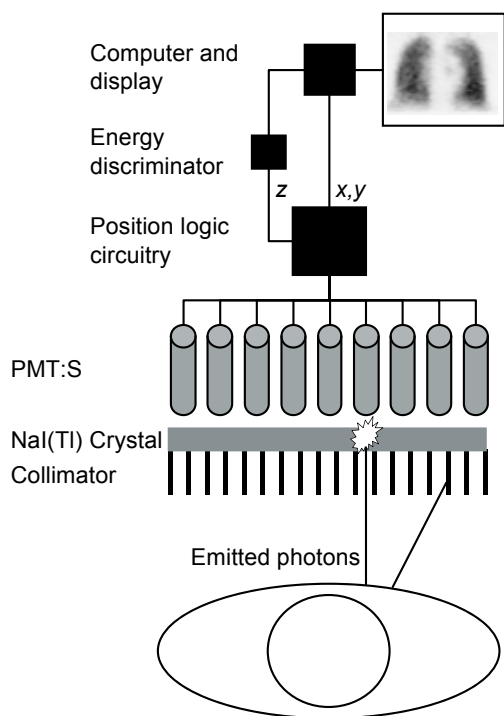 Computer and
display
Energy
discriminator
z
x,y
Position logic
circuitry
PMT:S
NaI(Tl) Crystal
Collimator
Emitted photons